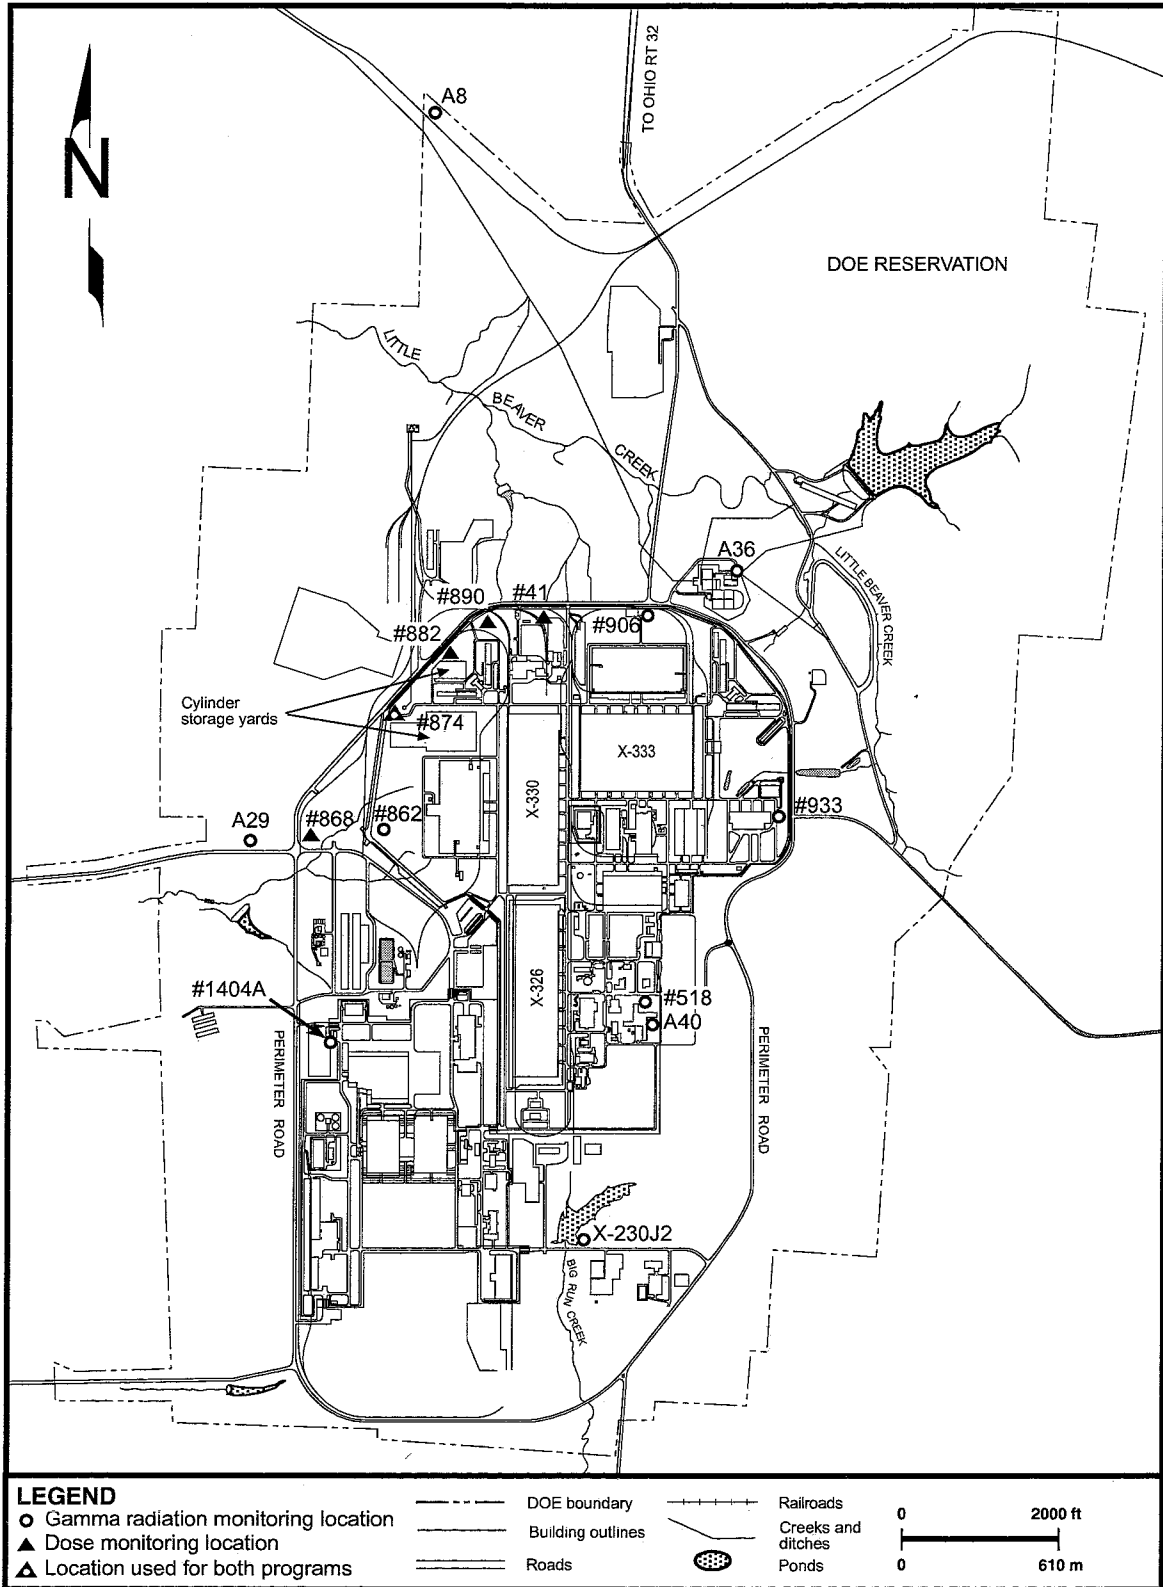 TO OHIO RT 32
A8
N
DOE RESERVATION
LITTLE
BEAVER
CREEK
A36
LITTLE BEAVER CREEK
#890
#41
#906
#882
Cylinder
storage yards
#874
X-333
X-330
A29
#868
#862
#933
X-326
#1404A
#518
A40
PERIMETER ROAD
PERIMETER ROAD
X-230J2
BIG RUN CREEK
LEGEND
Gamma radiation monitoring location
Dose monitoring location
Location used for both programs
DOE boundary
Building outlines
Roads
Railroads
Creeks and
ditches
Ponds
0 2000 ft
0 610 m